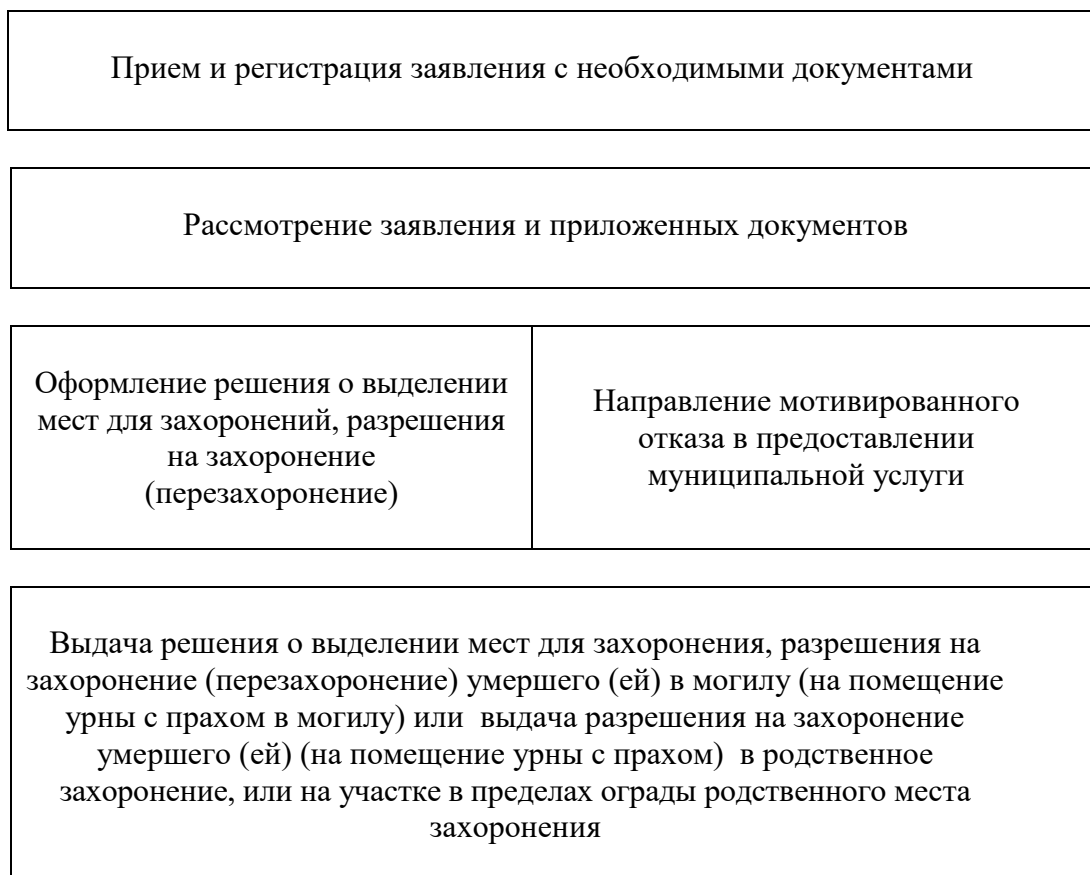 Прием и регистрация заявления с необходимыми документами
Рассмотрение заявления и приложенных документов
Оформление решения о выделении
мест для захоронений, разрешения
на захоронение
(перезахоронение)
Направление мотивированного
отказа в предоставлении
муниципальной услуги
Выдача решения о выделении мест для захоронения, разрешения на
захоронение (перезахоронение) умершего (ей) в могилу (на помещение
урны с прахом в могилу) или выдача разрешения на захоронение
умершего (ей) (на помещение урны с прахом) в родственное
захоронение, или на участке в пределах ограды родственного места
захоронения